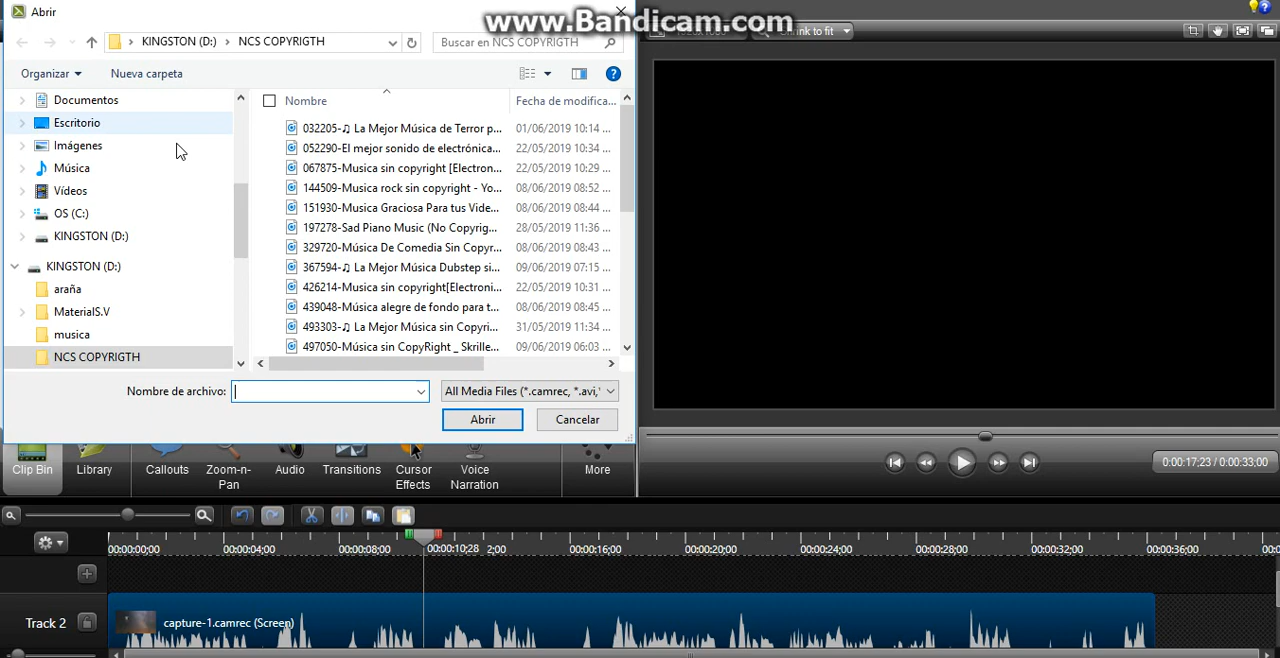 Abrir
www.Bandicam.com
KINGSTON (D:) > NCS COPYRIGTH
Buscar en NCS COPYRIGTH
Shrink to fit
Organizar
Nueva carpeta
Nombre
Fecha de modifica...
Documentos
Escritorio
Imágenes
Música
Vídeos
OS (C:)
KINGSTON (D:)
KINGSTON (D:)
araña
MaterialS.V
musica
NCS COPYRIGTH
032205-♫ La Mejor Música de Terror p... 01/06/2019 10:14 ...
052290-El mejor sonido de electrónica... 22/05/2019 10:34 ...
067875-Musica sin copyright [Electron... 22/05/2019 10:29 ...
144509-Musica rock sin copyright - Yo... 08/06/2019 08:52 ...
151930-Musica Graciosa Para tus Vide... 08/06/2019 08:44 ...
197278-Sad Piano Music (No Copyrig... 28/05/2019 11:36 ...
329720-Música De Comedia Sin Copyr... 08/06/2019 08:43 ...
367594-♫ La Mejor Música Dubstep si... 09/06/2019 07:15 ...
426214-Musica sin copyright[Electroni... 22/05/2019 10:31 ...
439048-Música alegre de fondo para t... 08/06/2019 08:45 ...
493303-♫ La Mejor Música sin Copyri... 31/05/2019 11:34 ...
497050-Música sin CopyRight _ Skrille... 09/06/2019 06:03 ...
Nombre de archivo:
All Media Files (*.camrec, *.avi,*
Abrir
Cancelar
Clip Bin
Library
Callouts
Zoom-n-Pan
Audio
Transitions
Cursor Effects
Voice Narration
More
0:00:17;23 / 0:00:33;00
00:00:00;00 00:00:04;00 00:00:08;00 00:00:10;28 2;00 00:00:16;00 00:00:20;00 00:00:24;00 00:00:28;00 00:00:32;00 00:00:36;00
Track 2
capture-1.camrec (Screen)